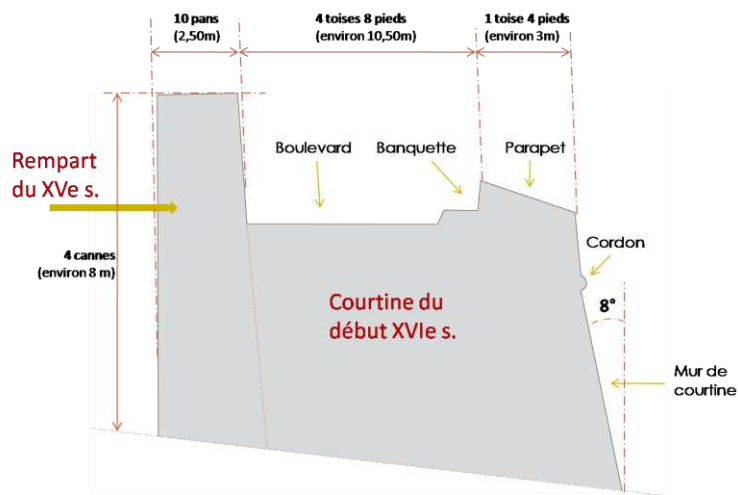 10 pans
(2,50m)
4 toises 8 pieds
(environ 10,50m)
1 toise 4 pieds
(environ 3m)
Rempart
du XVe s.
Boulevard
Banquette
Parapet
Cordon
4 cannes
(environ 8 m)
Courtine du
début XVIe s.
8°
Mur de
courtine